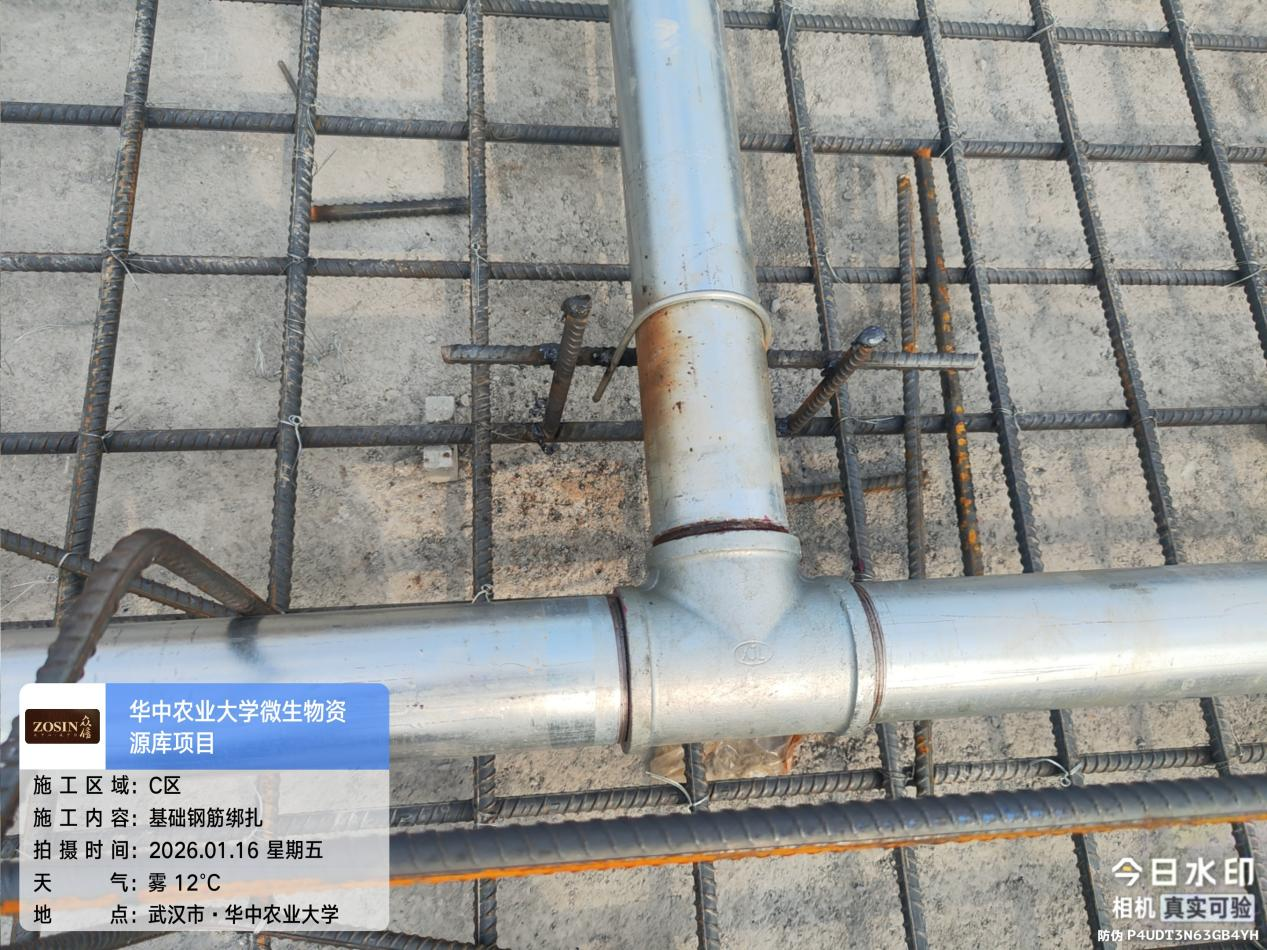 AJL
ZOSIN 众信
华中农业大学微生物资
源库项目
施工区域：C区
施工内容：基础钢筋绑扎
拍摄时间：2026.01.16 星期五
天气：雾 12℃
地点：武汉市·华中农业大学
今日水印
相机 真实可验
防伪 P4UDT3N63GB4YH